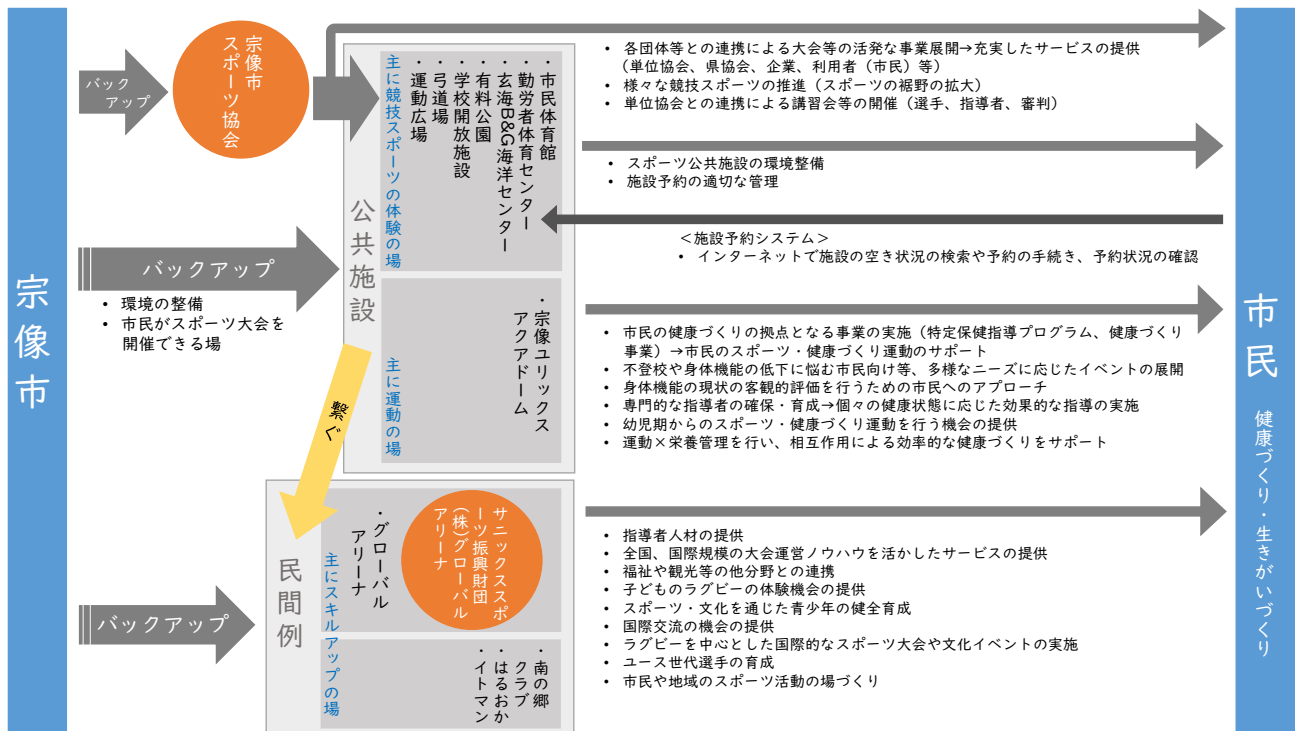 宗像市
バック
アップ
宗像市
スポーツ協会
バックアップ
• 環境の整備
• 市民がスポーツ大会を
開催できる場
バックアップ
公共施設
・市民体育館
・勤労者体育センター
・玄海B&G海洋センター
・有料公園
・学校開放施設
・弓道場
・運動広場
主に競技スポーツの体験の場
・宗像ユリックス
アクアドーム
主に運動の場
繋ぐ
民間例
サニックススポ
ーツ振興財団
(株)グローバル
アリーナ
・グローバル
アリーナ
主にスキルアップの場
・南の郷
クラブ
・はるおか
・イトマン
• 各団体等との連携による大会等の活発な事業展開→充実したサービスの提供
（単位協会、県協会、企業、利用者（市民）等）
• 様々な競技スポーツの推進（スポーツの裾野の拡大）
• 単位協会との連携による講習会等の開催（選手、指導者、審判）
• スポーツ公共施設の環境整備
• 施設予約の適切な管理
＜施設予約システム＞
• インターネットで施設の空き状況の検索や予約の手続き、予約状況の確認
• 市民の健康づくりの拠点となる事業の実施（特定保健指導プログラム、健康づくり
事業）→市民のスポーツ・健康づくり運動のサポート
• 不登校や身体機能の低下に悩む市民向け等、多様なニーズに応じたイベントの展開
• 身体機能の現状の客観的評価を行うための市民へのアプローチ
• 専門的な指導者の確保・育成→個々の健康状態に応じた効果的な指導の実施
• 幼児期からのスポーツ・健康づくり運動を行う機会の提供
• 運動×栄養管理を行い、相互作用による効率的な健康づくりをサポート
• 指導者人材の提供
• 全国、国際規模の大会運営ノウハウを活かしたサービスの提供
• 福祉や観光等の他分野との連携
• 子どものラグビーの体験機会の提供
• スポーツ・文化を通じた青少年の健全育成
• 国際交流の機会の提供
• ラグビーを中心とした国際的なスポーツ大会や文化イベントの実施
• ユース世代選手の育成
• 市民や地域のスポーツ活動の場づくり
市民
健康づくり・生きがいづくり